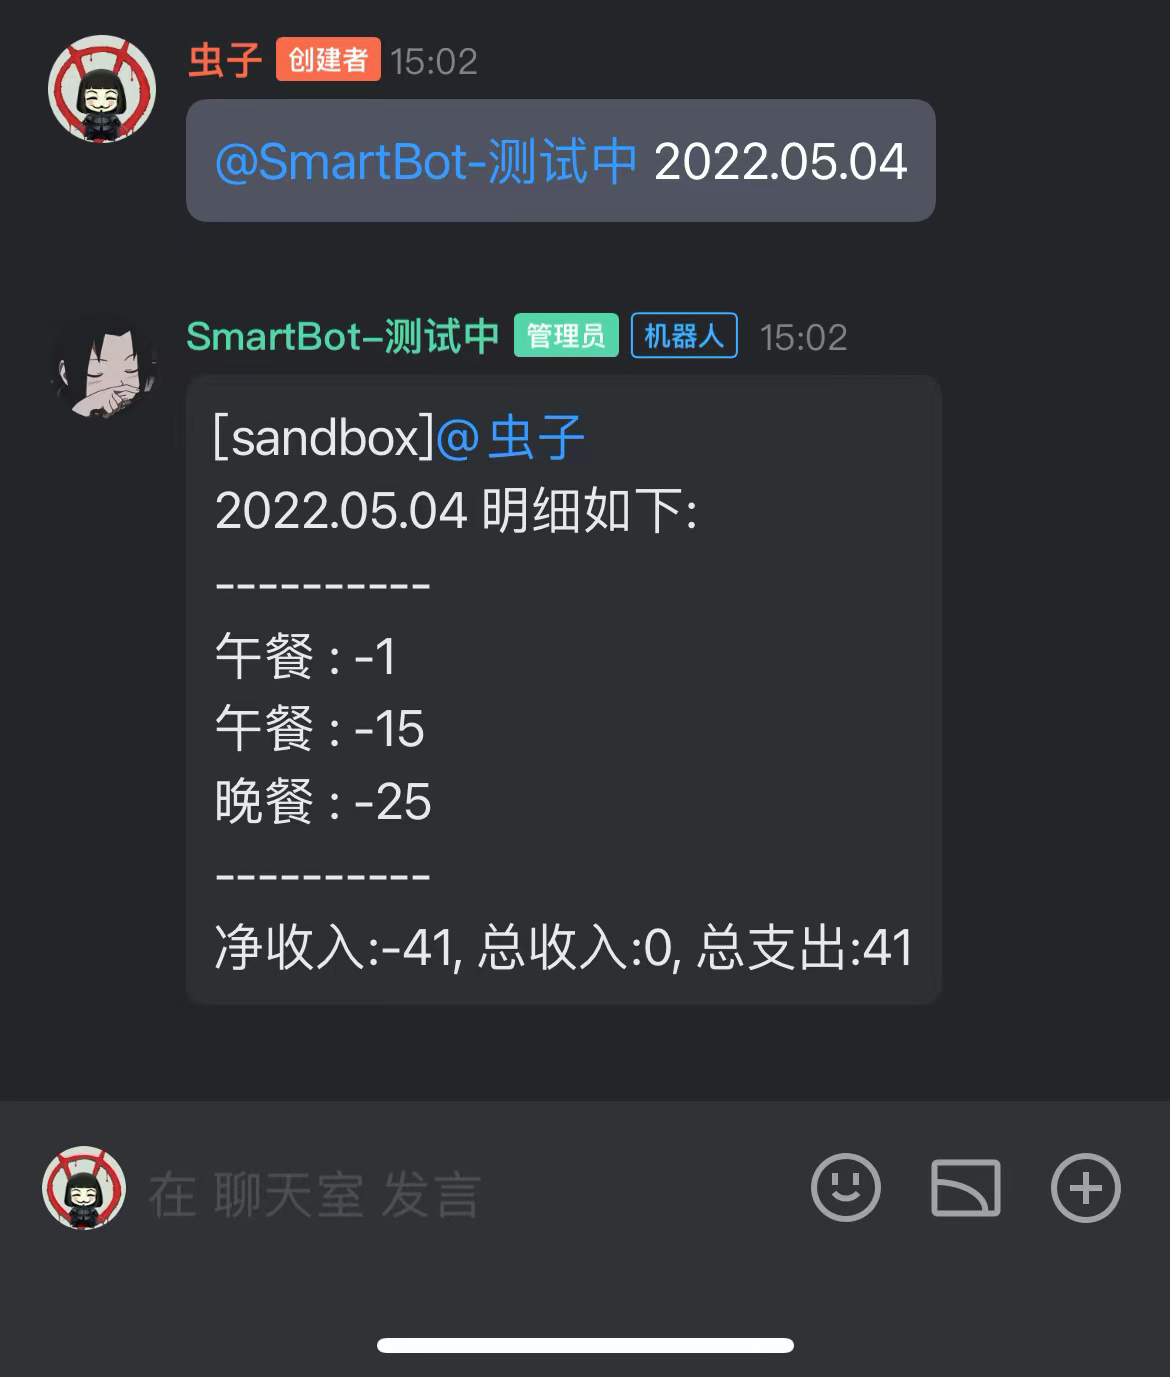 虫子 创建者 15:02
@SmartBot-测试中 2022.05.04
SmartBot-测试中 管理员 机器人 15:02
[sandbox]@虫子
2022.05.04 明细如下:
----------
午餐 : -1
午餐 : -15
晚餐 : -25
----------
净收入:-41, 总收入:0, 总支出:41
在 聊天室 发言